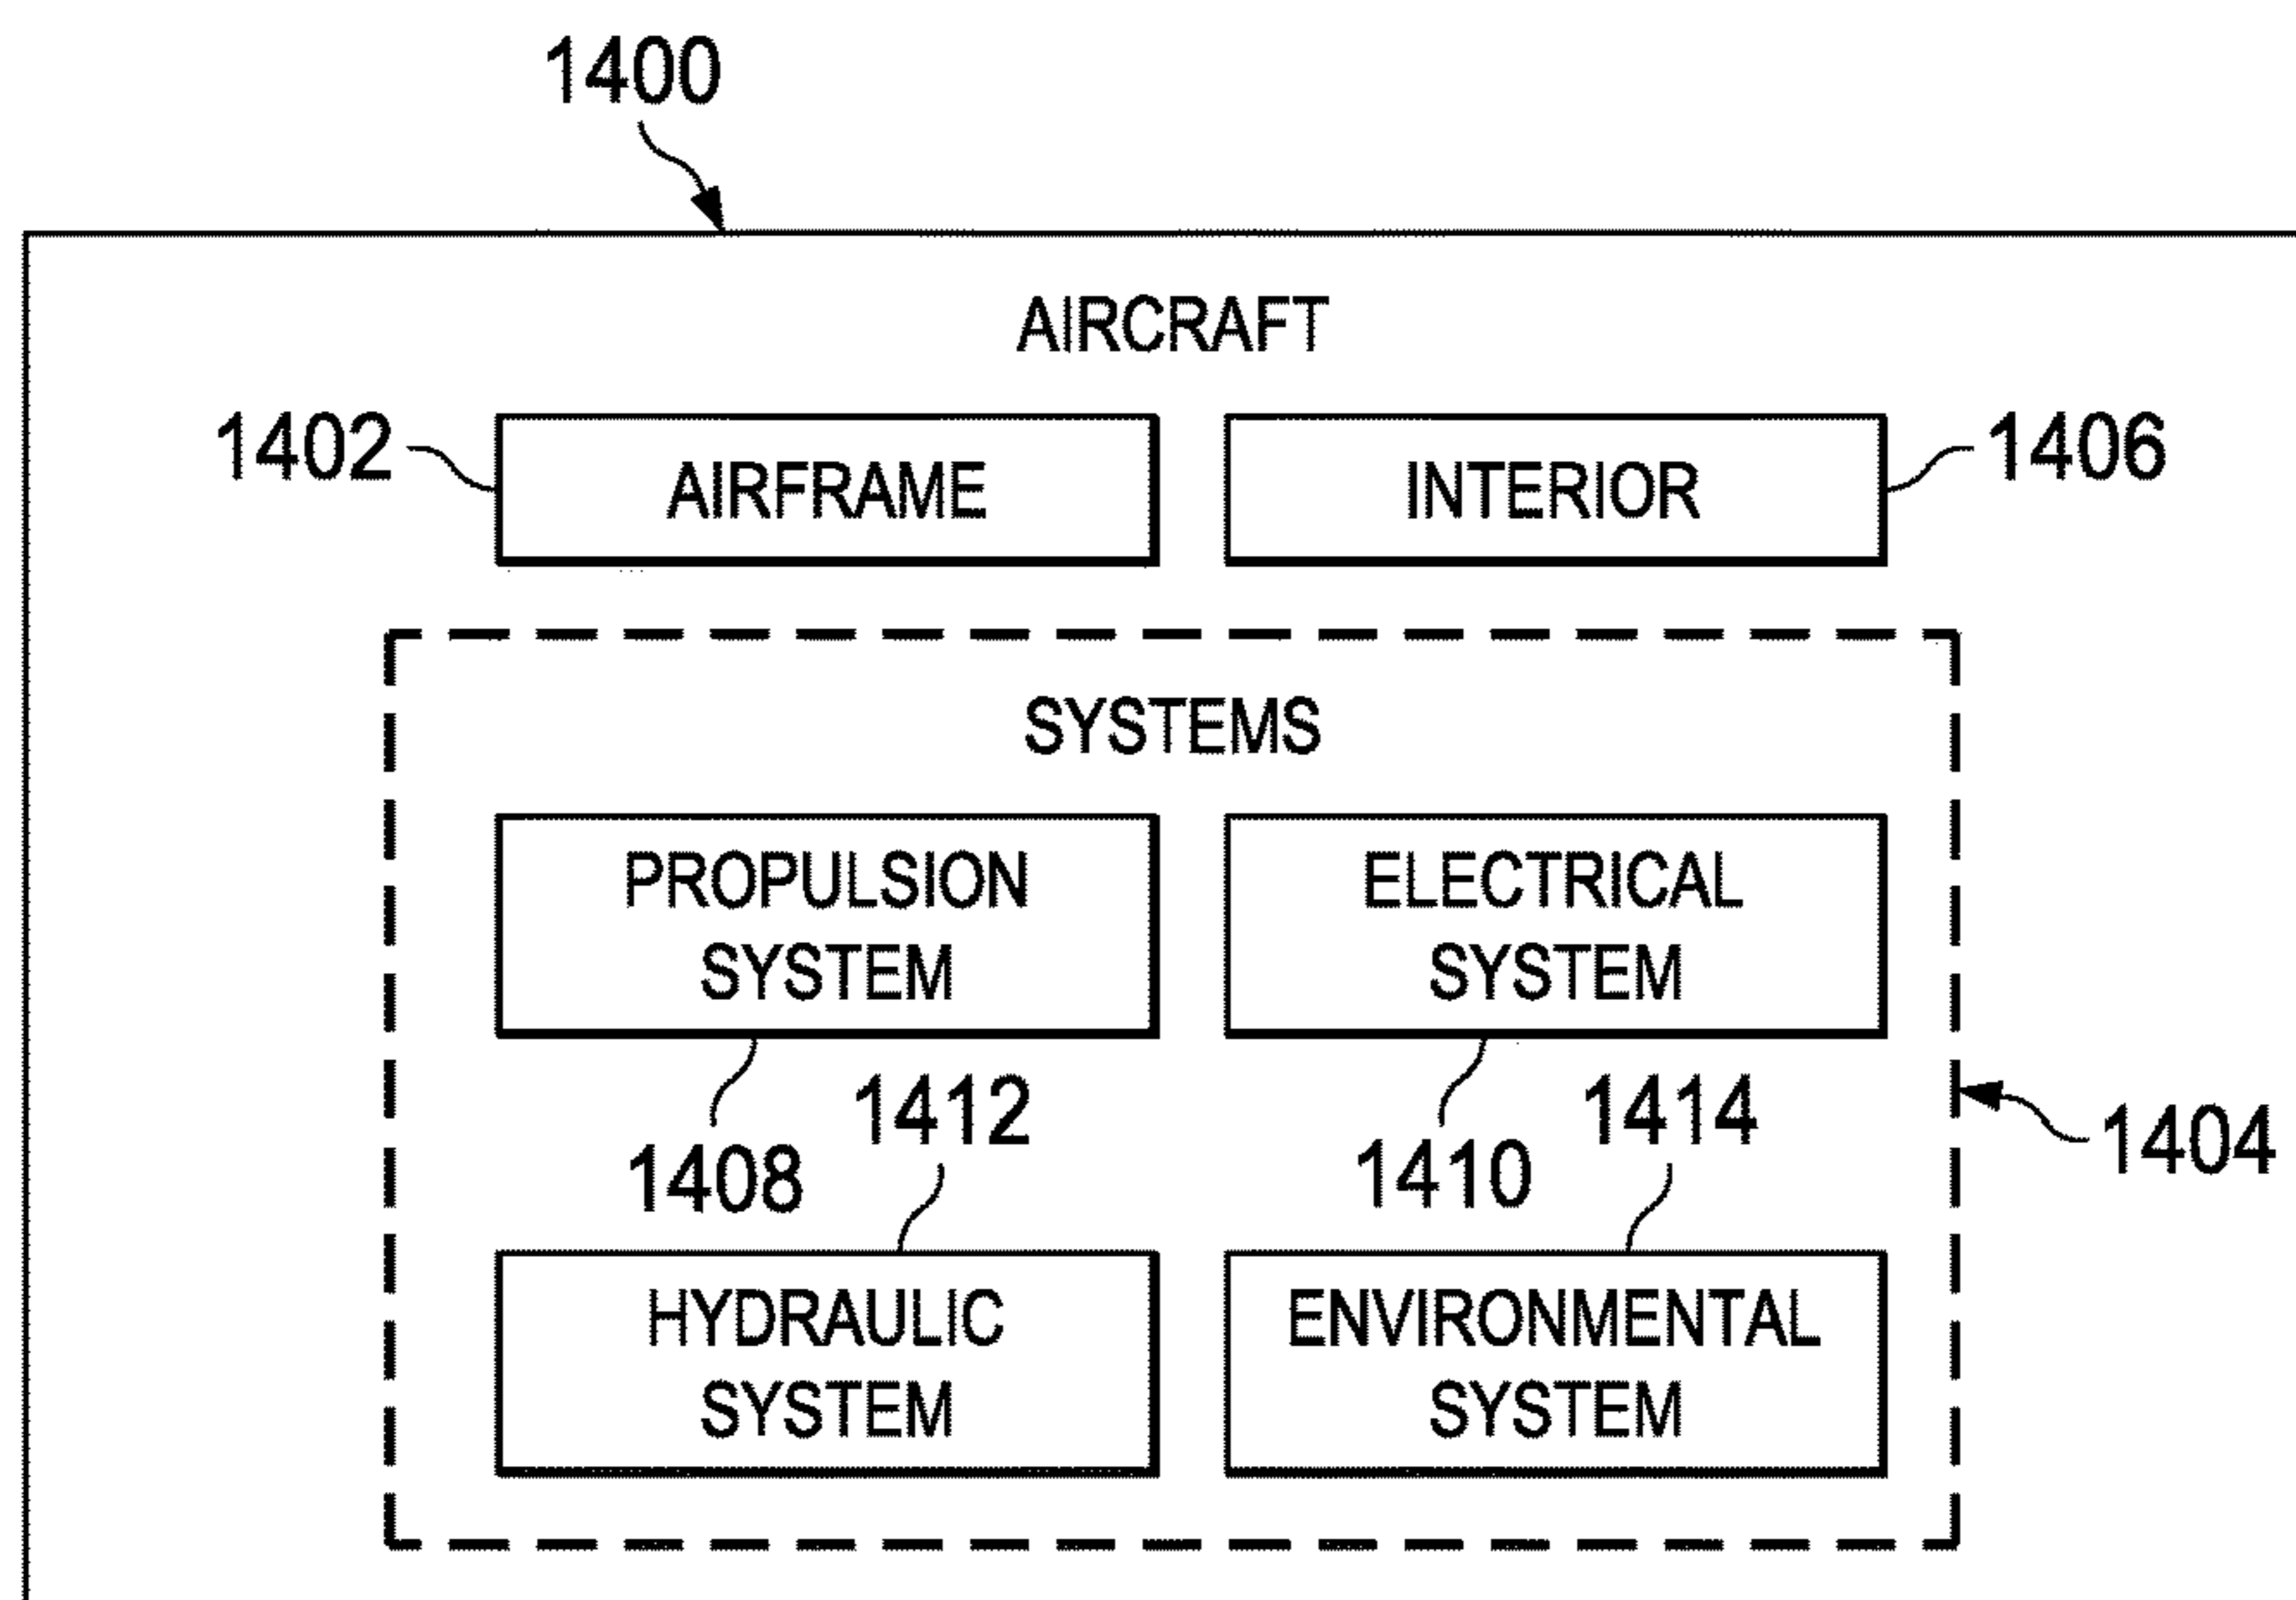 1400
AIRCRAFT
1402
AIRFRAME
INTERIOR
1406
SYSTEMS
PROPULSION
SYSTEM
ELECTRICAL
SYSTEM
1408
1412
1410
1414
1404
HYDRAULIC
SYSTEM
ENVIRONMENTAL
SYSTEM